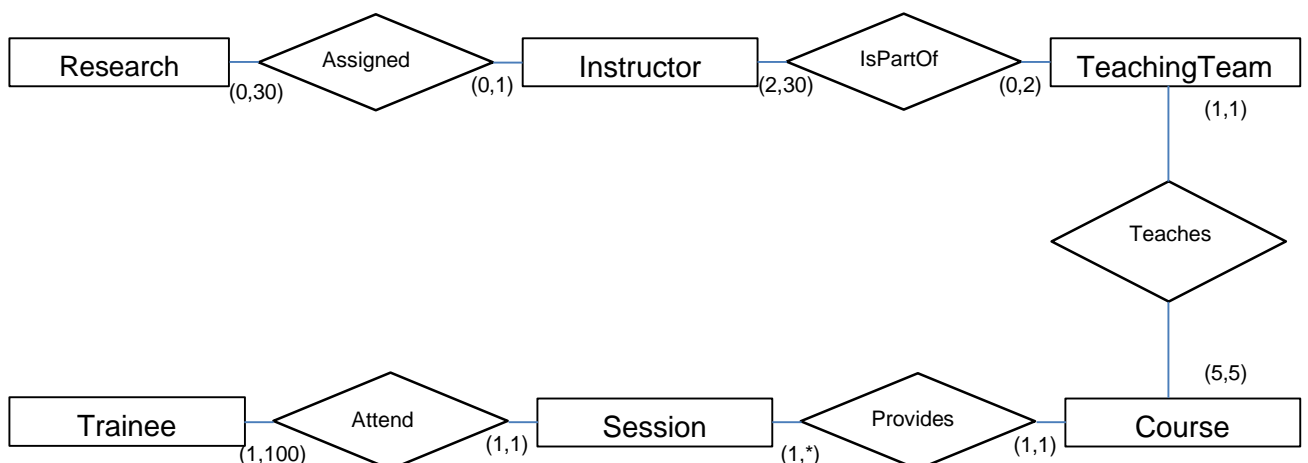 Research
Assigned
Instructor
IsPartOf
TeachingTeam
(0,30)
(0,1)
(2,30)
(0,2)
(1,1)
Teaches
(5,5)
Trainee
Attend
Session
Provides
Course
(1,100)
(1,1)
(1,*)
(1,1)